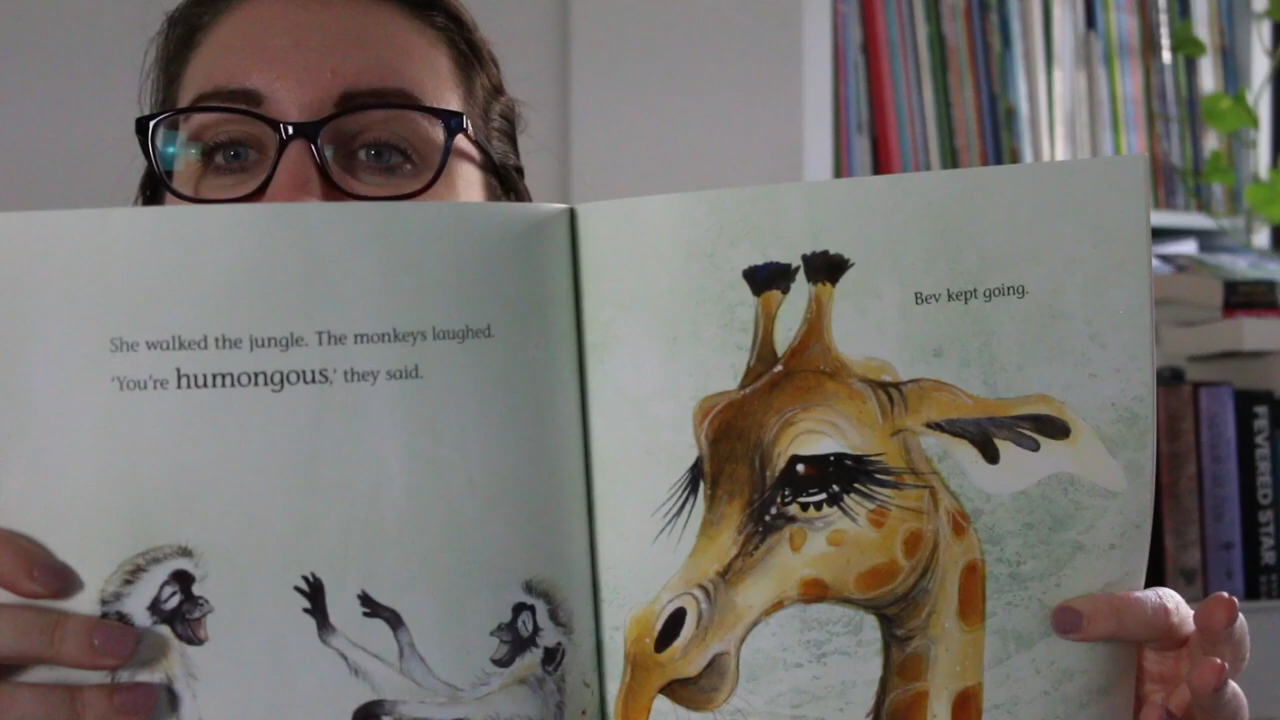 She walked the jungle. The monkeys laughed.
‘You’re humongous,’ they said.
Bev kept going.
FEVERED STAR